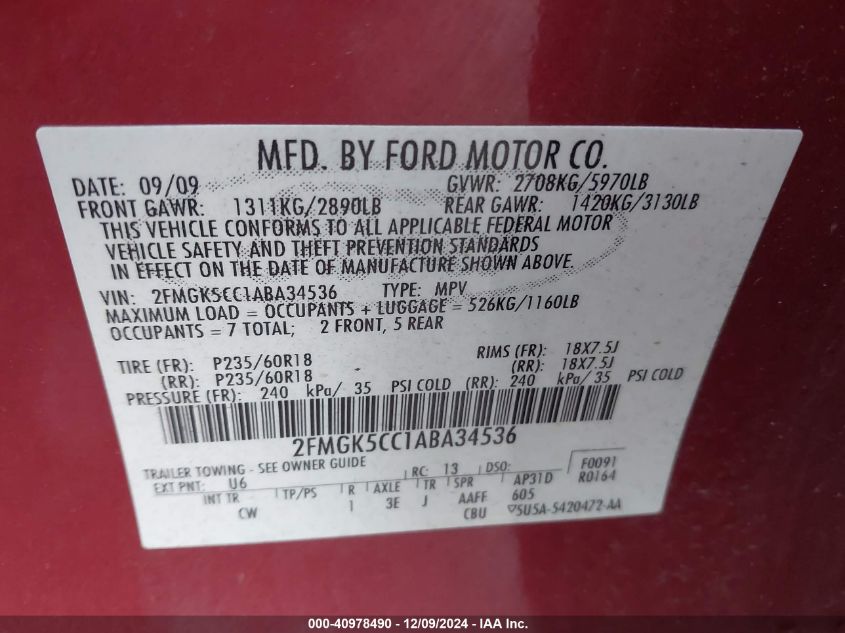 MFD. BY FORD MOTOR CO.
DATE: 09/09 GVWR: 2708KG/5970LB
FRONT GAWR: 1311KG/2890LB REAR GAWR: 1420KG/3130LB
THIS VEHICLE CONFORMS TO ALL APPLICABLE FEDERAL MOTOR
VEHICLE SAFETY AND THEFT PREVENTION STANDARDS
IN EFFECT ON THE DATE OF MANUFACTURE SHOWN ABOVE.
VIN: 2FMGK5CC1ABA34536 TYPE: MPV
MAXIMUM LOAD = OCCUPANTS + LUGGAGE = 526KG/1160LB
OCCUPANTS = 7 TOTAL; 2 FRONT, 5 REAR
TIRE (FR): P235/60R18 RIMS (FR): 18X7.5J
(RR): P235/60R18 (RR): 18X7.5J
PRESSURE (FR): 240 kPa/ 35 PSI COLD (RR): 240 kPa/ 35 PSI COLD
2FMGK5CC1ABA34536
TRAILER TOWING - SEE OWNER GUIDE RC: 13 DSO: F0091
EXT PNT: U6 AP31D R0164
INT TR TP/PS R AXLE TR SPR 605
CW 1 3E J AAFF
CBU ▽5U5A-5420472-AA
000-40978490 - 12/09/2024 - IAA Inc.